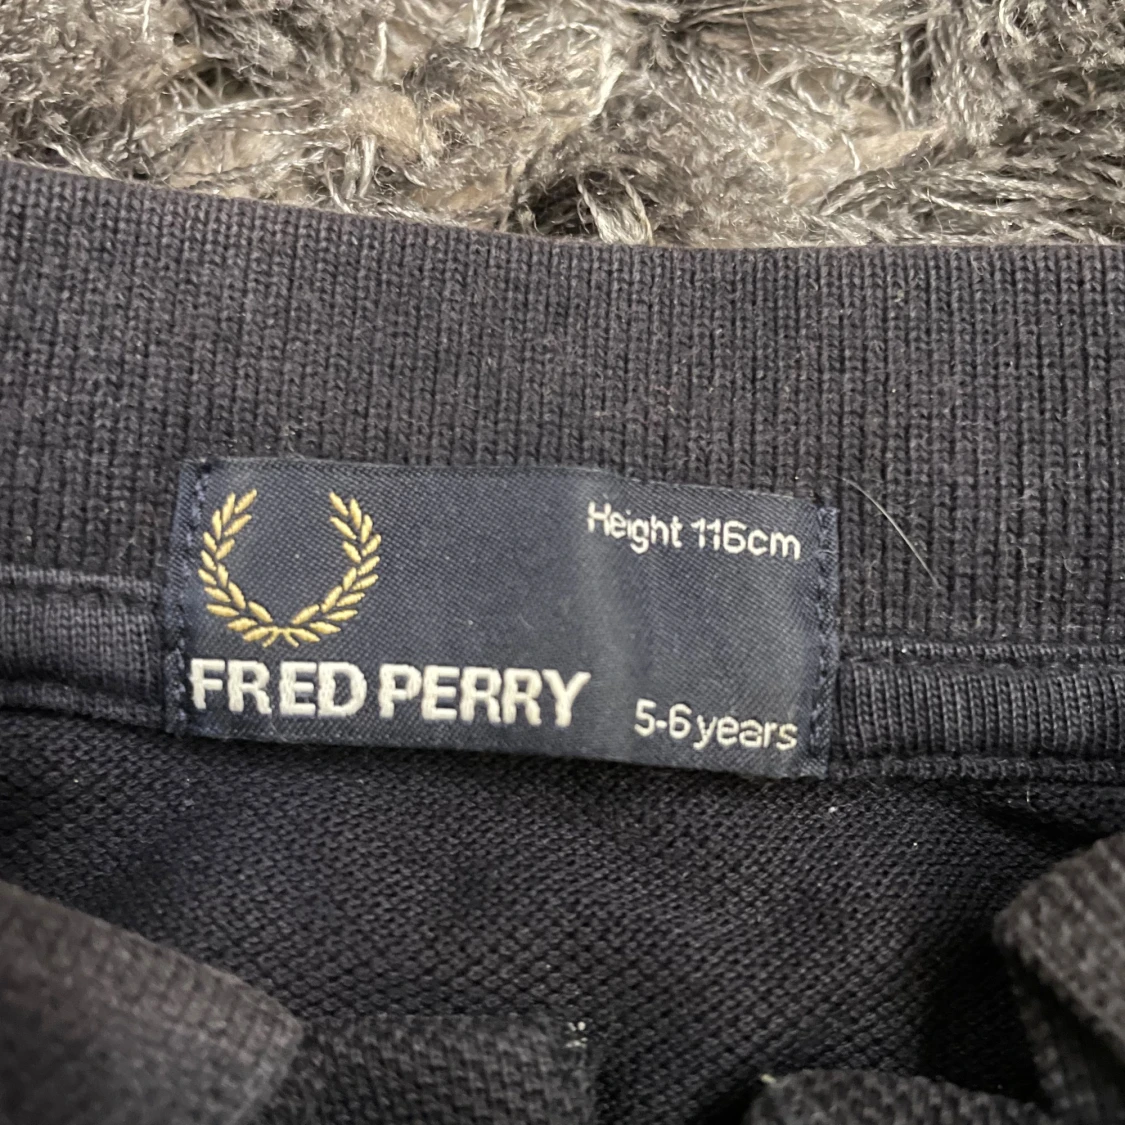 Height 116cm
FRED PERRY
5-6 years